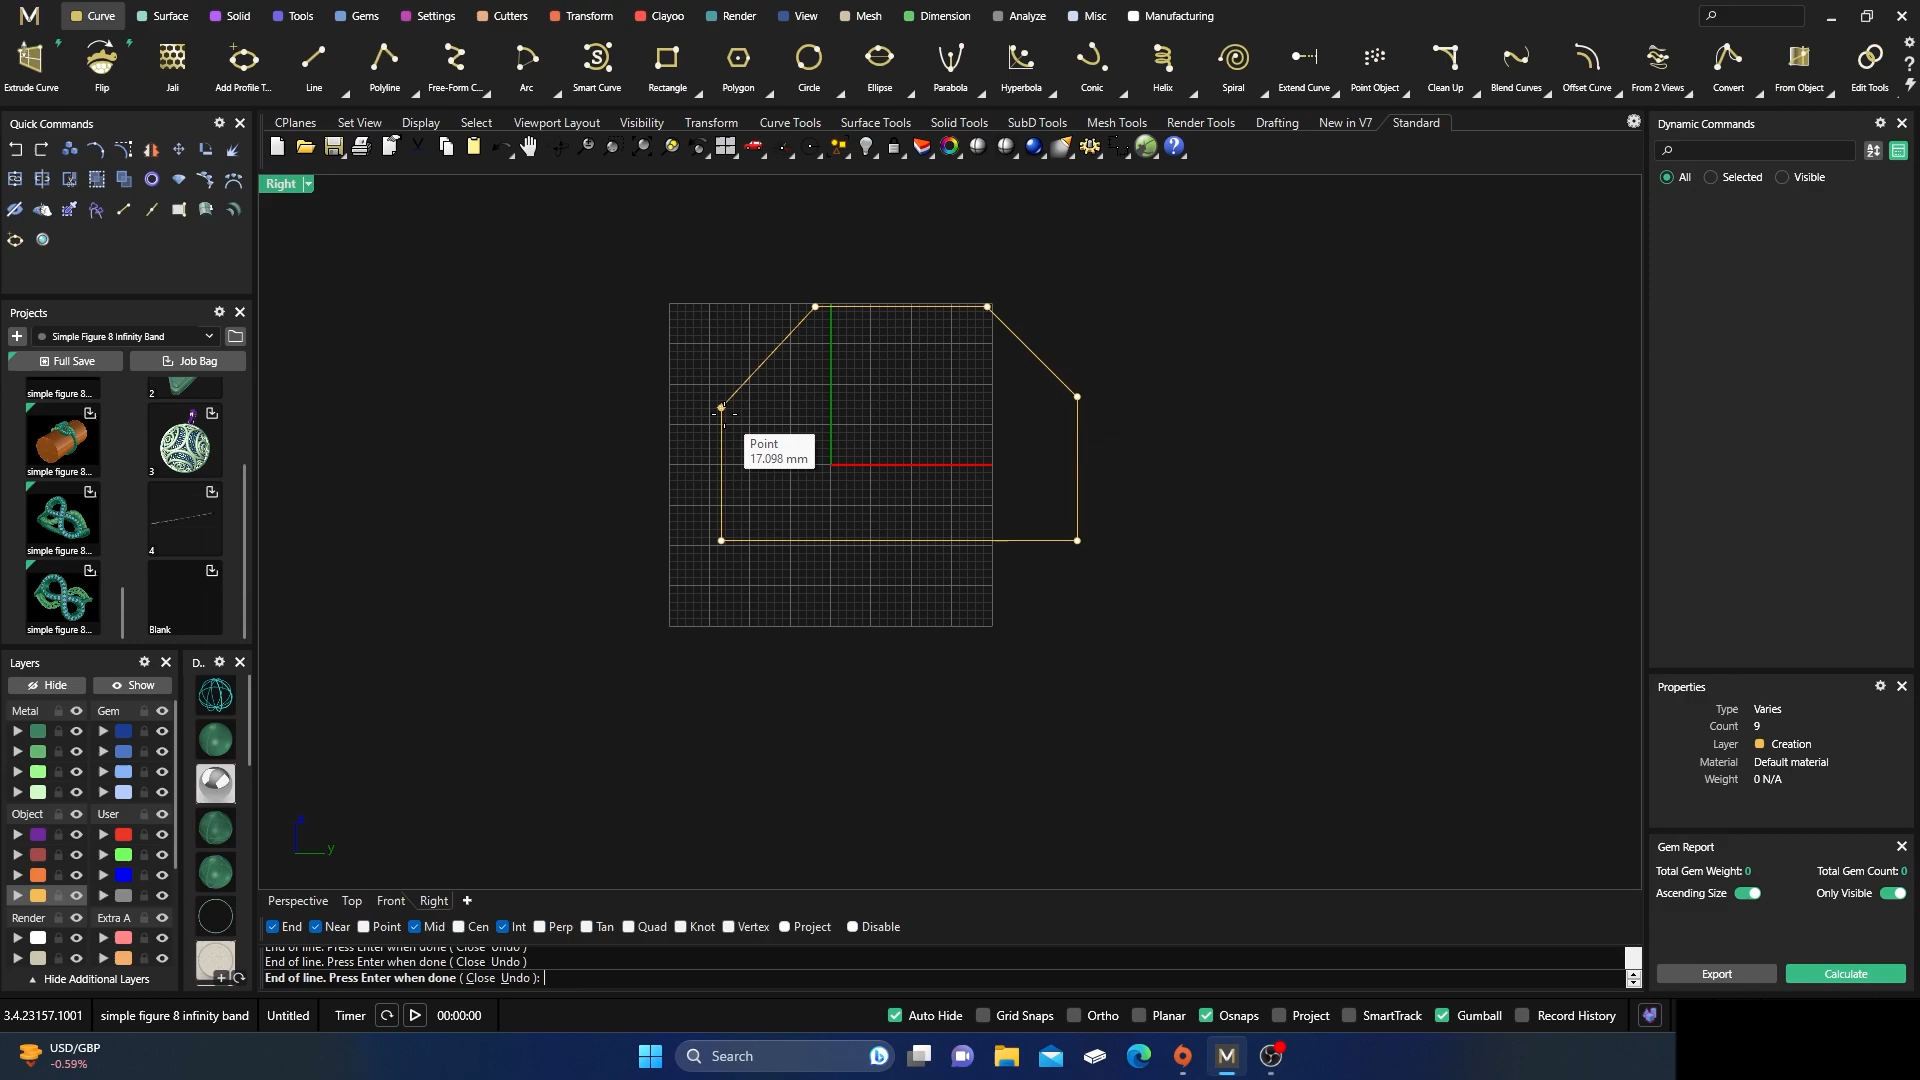 Curve Surface Solid Tools Gems Settings Cutters Transform Clayoo Render View Mesh Dimension Analyze Misc Manufacturing
Extrude Curve Flip Jali Add Profile T... Line Polyline Free-Form C... Arc Smart Curve Rectangle Polygon Circle Ellipse Parabola Hyperbola Conic Helix Spiral Extend Curve Point Object Clean Up Blend Curves Offset Curve From 2 Views Convert From Object Edit Tools
Quick Commands
CPlanes Set View Display Select Viewport Layout Visibility Transform Curve Tools Surface Tools Solid Tools SubD Tools Mesh Tools Render Tools Drafting New in V7 Standard
Dynamic Commands
All Selected Visible
Right
Projects
Simple Figure 8 Infinity Band
Full Save Job Bag
simple figure 8... 2
simple figure 8... 3
simple figure 8... 4
simple figure 8... Blank
Point
17.098 mm
Layers D..
Hide Show
Metal Gem
Object User
Render Extra A
Hide Additional Layers
z
y
Properties
Type Varies
Count 9
Layer Creation
Material Default material
Weight 0 N/A
Gem Report
Total Gem Weight: 0 Total Gem Count: 0
Ascending Size Only Visible
Export Calculate
Perspective Top Front Right
End Near Point Mid Cen Int Perp Tan Quad Knot Vertex Project Disable
End of line. Press Enter when done ( Close Undo )
End of line. Press Enter when done ( Close Undo )
End of line. Press Enter when done ( Close Undo ):
3.4.23157.1001 simple figure 8 infinity band Untitled Timer 00:00:00 Auto Hide Grid Snaps Ortho Planar Osnaps Project SmartTrack Gumball Record History
USD/GBP
-0.59%
Search